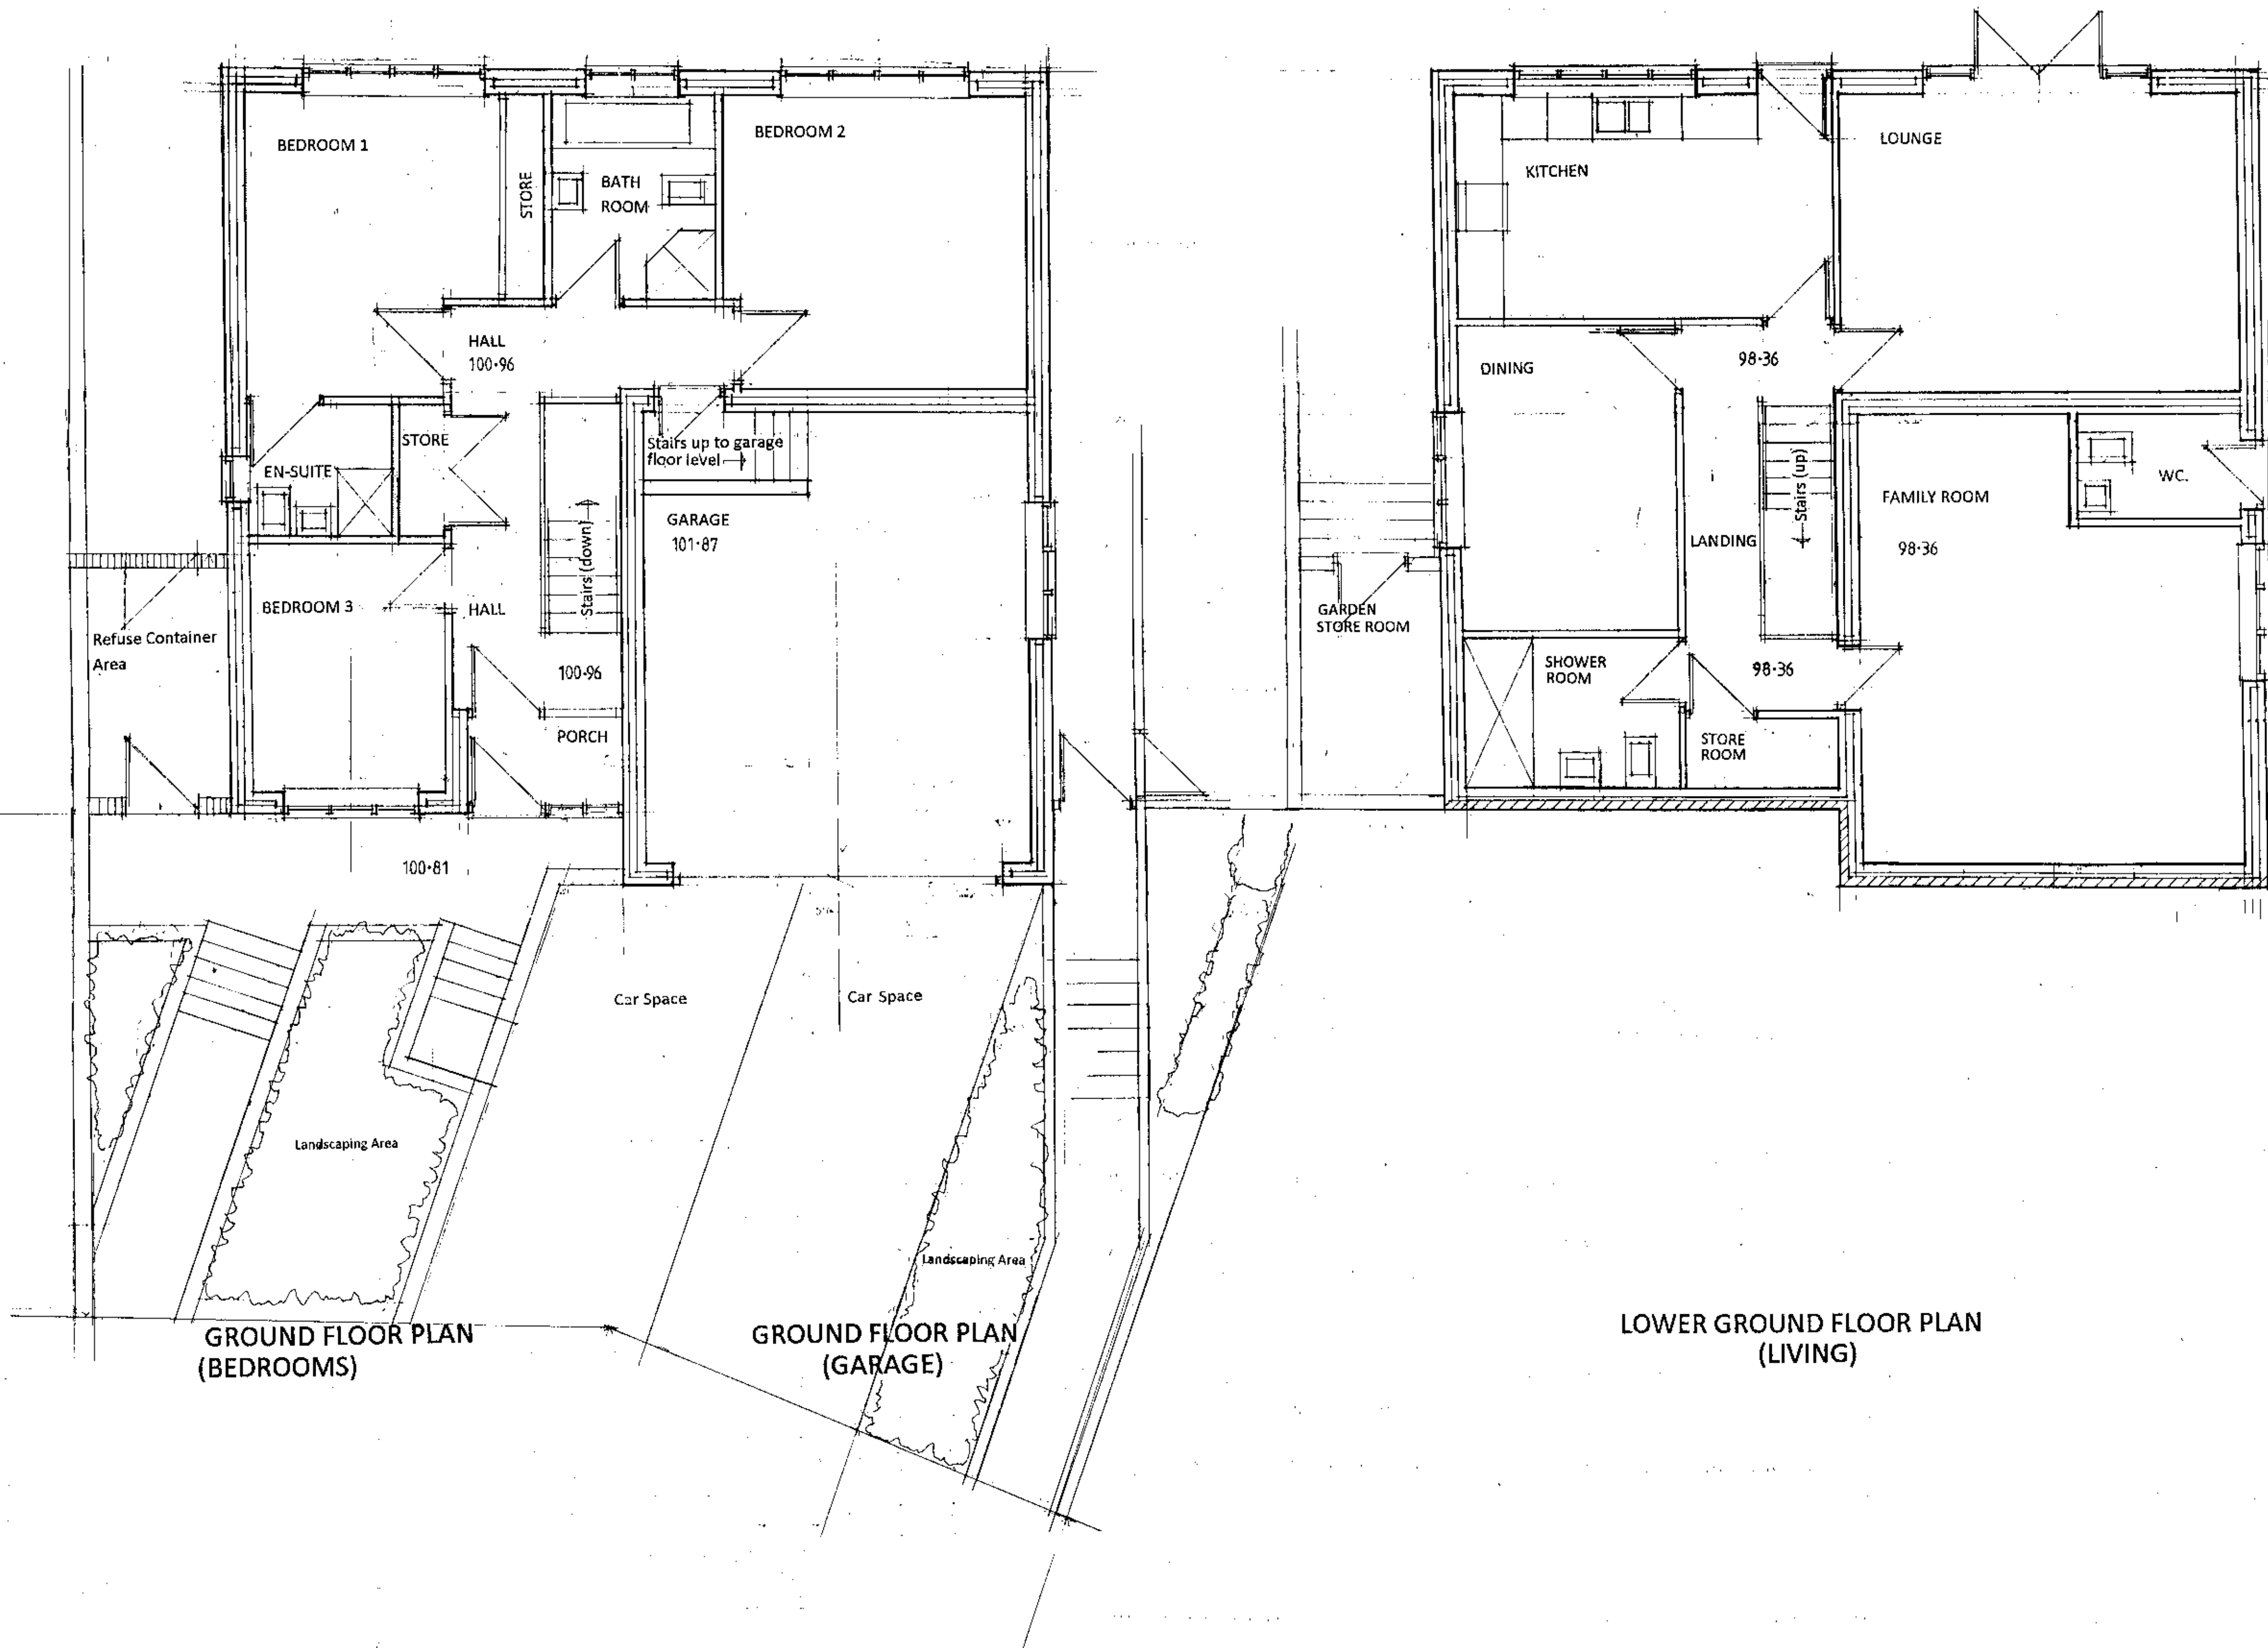 BEDROOM 1
STORE
BATH
ROOM
BEDROOM 2
HALL
100·96
STORE
EN-SUITE
Stairs up to garage
floor level
GARAGE
101·87
Stairs (down)
BEDROOM 3
HALL
Refuse Container
Area
100·96
PORCH
100·81
Car Space
Car Space
Landscaping Area
Landscaping Area
GROUND FLOOR PLAN
(BEDROOMS)
GROUND FLOOR PLAN
(GARAGE)
KITCHEN
LOUNGE
DINING
98·36
Stairs (up)
LANDING
FAMILY ROOM
98·36
WC.
GARDEN
STORE ROOM
SHOWER
ROOM
98·36
STORE
ROOM
LOWER GROUND FLOOR PLAN
(LIVING)